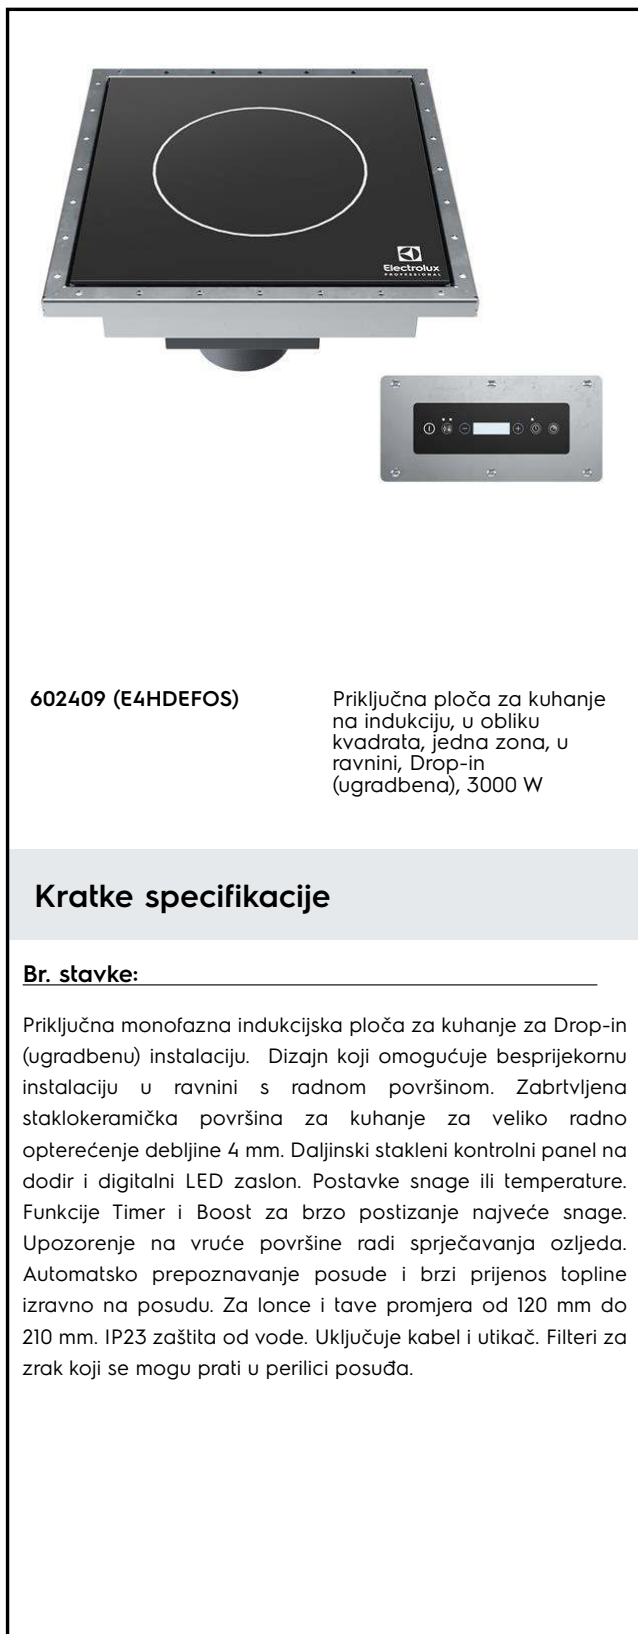 Electrolux
PROFESSIONAL
602409 (E4HDEFOS)
Priključna ploča za kuhanje
na indukciju, u obliku
kvadrata, jedna zona, u
ravnini, Drop-in
(ugradbena), 3000 W
Kratke specifikacije
Br. stavke:
Priključna monofazna indukcijska ploča za kuhanje za Drop-in
(ugradbenu) instalaciju. Dizajn koji omogućuje besprijekornu
instalaciju u ravnini s radnom površinom. Zabrtvljena
staklokeramička površina za kuhanje za veliko radno
opterećenje debljine 4 mm. Daljinski stakleni kontrolni panel na
dodir i digitalni LED zaslon. Postavke snage ili temperature.
Funkcije Timer i Boost za brzo postizanje najveće snage.
Upozorenje na vruće površine radi sprječavanja ozljeda.
Automatsko prepoznavanje posude i brzi prijenos topline
izravno na posudu. Za lonce i tave promjera od 120 mm do
210 mm. IP23 zaštita od vode. Uključuje kabel i utikač. Filteri za
zrak koji se mogu prati u perilici posuđa.